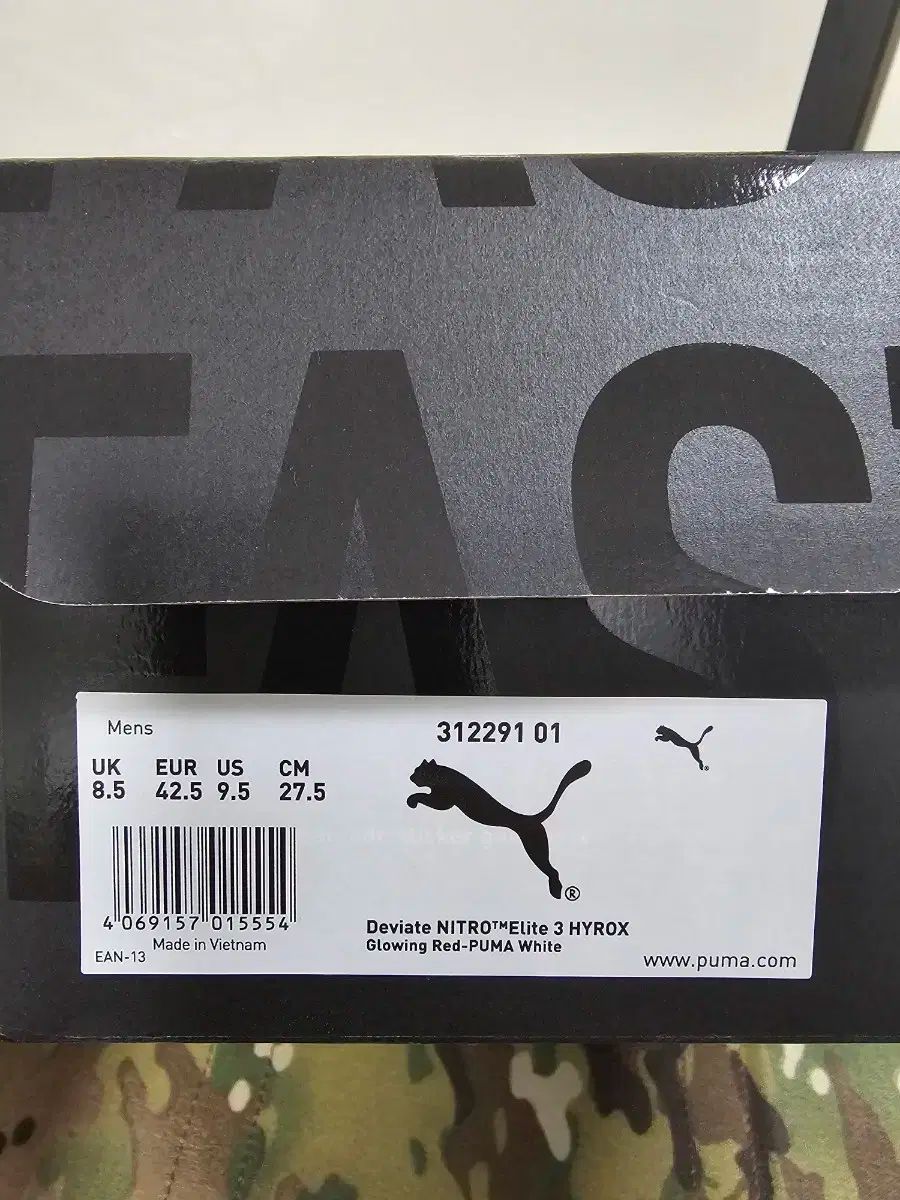 FAST
Mens
312291 01
UK EUR US CM
8.5 42.5 9.5 27.5
®
®
4 069157 015554
Made in Vietnam
EAN-13
Deviate NITRO™Elite 3 HYROX
Glowing Red-PUMA White
www.puma.com